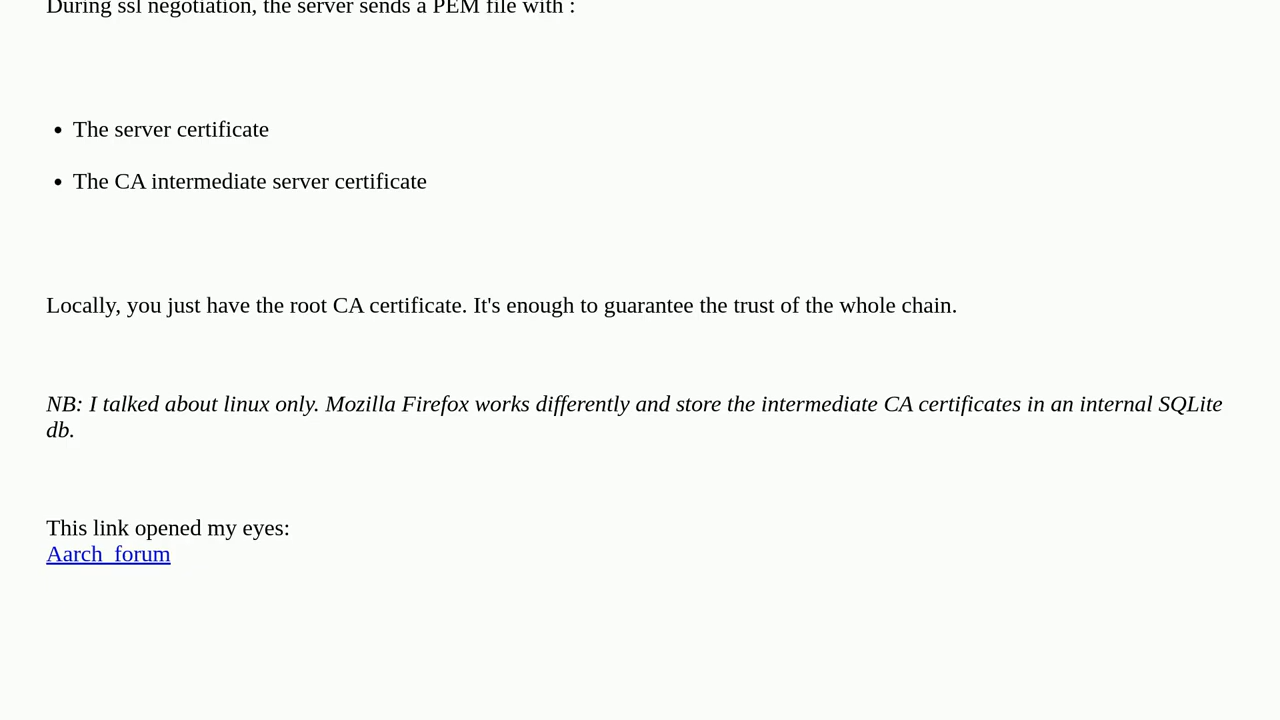 During ssl negotiation, the server sends a PEM file with :
• The server certificate
• The CA intermediate server certificate
Locally, you just have the root CA certificate. It's enough to guarantee the trust of the whole chain.
NB: I talked about linux only. Mozilla Firefox works differently and store the intermediate CA certificates in an internal SQLite
db.
This link opened my eyes:
Aarch_forum